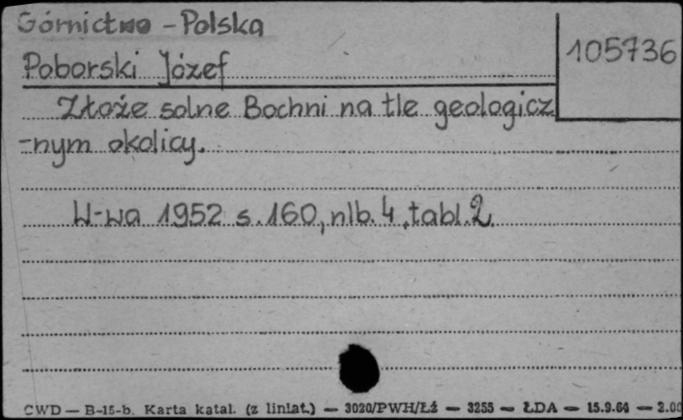 Górnictwo - Polska
105736
Poborski Józef
Złoże solne Bochni na tle geologicz
-nym okolicy.
W-wa 1952 s. 160, nlb. 4, tabl. 2.
CWD — B-15-b. Karta katal. (z liniat.) — 3020/PWH/Łź — 3255 — ŁDA — 15.9.64 — 2.00